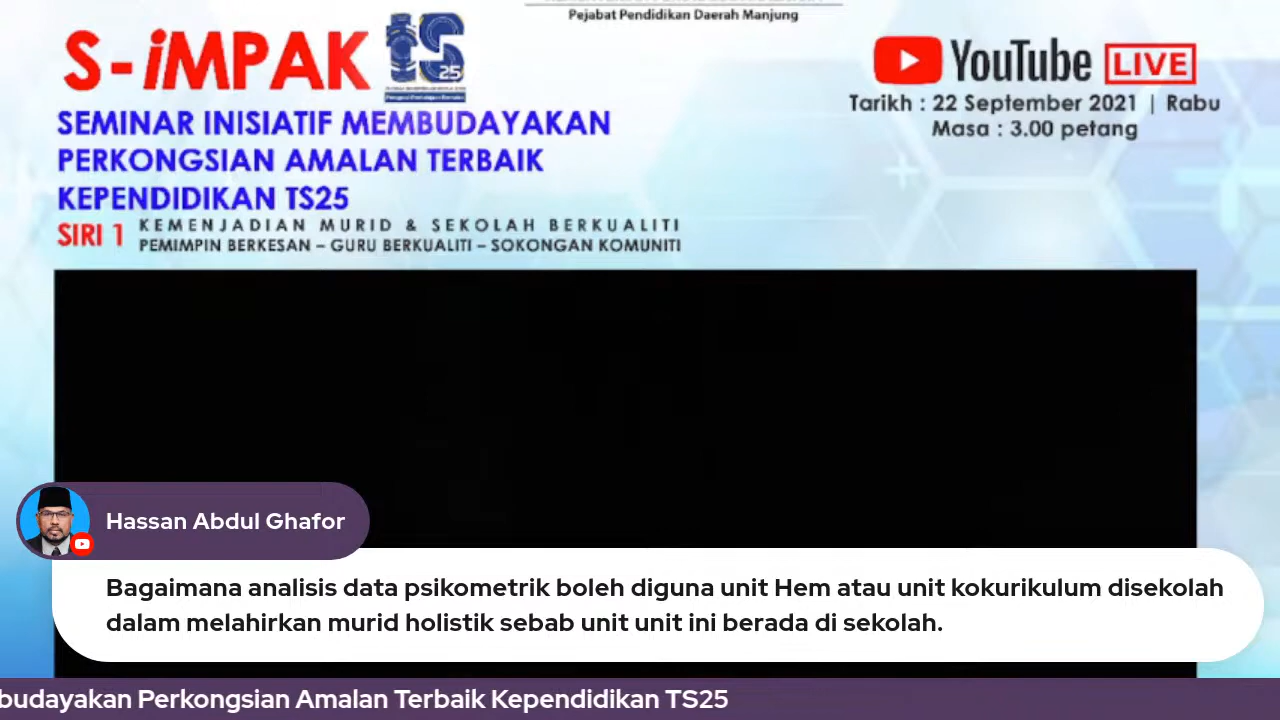 Pejabat Pendidikan Daerah Manjung
S-iMPAK TS25
YouTube LIVE
SEMINAR INISIATIF MEMBUDAYAKAN
PERKONGSIAN AMALAN TERBAIK
KEPENDIDIKAN TS25
Tarikh : 22 September 2021 | Rabu
Masa : 3.00 petang
SIRI 1
KEMENJADIAN MURID & SEKOLAH BERKUALITI
PEMIMPIN BERKESAN – GURU BERKUALITI – SOKONGAN KOMUNITI
Hassan Abdul Ghafor
Bagaimana analisis data psikometrik boleh diguna unit Hem atau unit kokurikulum disekolah
dalam melahirkan murid holistik sebab unit unit ini berada di sekolah.
budayakan Perkongsian Amalan Terbaik Kependidikan TS25